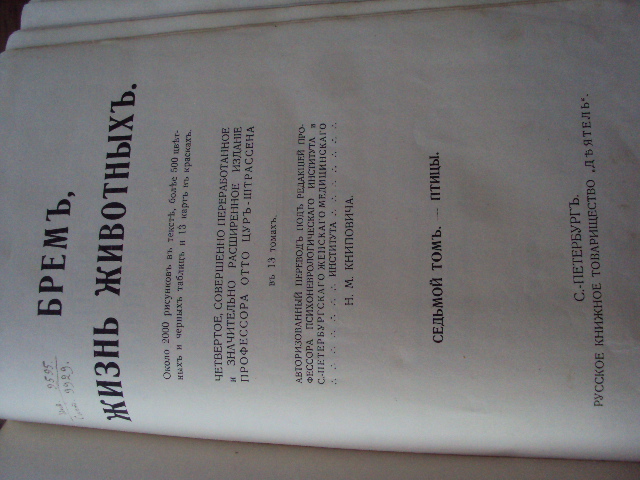 9595
9929.
БРЕМЪ,
ЖИЗНЬ ЖИВОТНЫХЪ.
Около 2000 рисунковъ въ текстѣ, болѣе 500 цвѣт-
ныхъ и черныхъ таблицъ и 13 картъ въ краскахъ.
ЧЕТВЕРТОЕ, СОВЕРШЕННО ПЕРЕРАБОТАННОЕ
и ЗНАЧИТЕЛЬНО РАСШИРЕННОЕ ИЗДАНІЕ
ПРОФЕССОРА ОТТО ЦУРЪ-ШТРАССЕНА
въ 13 томахъ.
АВТОРИЗОВАННЫЙ ПЕРЕВОДЪ ПОДЪ РЕДАКЦІЕЙ ПРО-
ФЕССОРА ПСИХОНЕВРОЛОГИЧЕСКАГО ИНСТИТУТА и
С.-ПЕТЕРБУРГСКАГО ЖЕНСКАГО МЕДИЦИНСКАГО
ИНСТИТУТА
Н. М. КНИПОВИЧА.
СЕДЬМОЙ ТОМЪ. — ПТИЦЫ.
С.-ПЕТЕРБУРГЪ.
РУССКОЕ КНИЖНОЕ ТОВАРИЩЕСТВО „ДѢЯТЕЛЬ“.